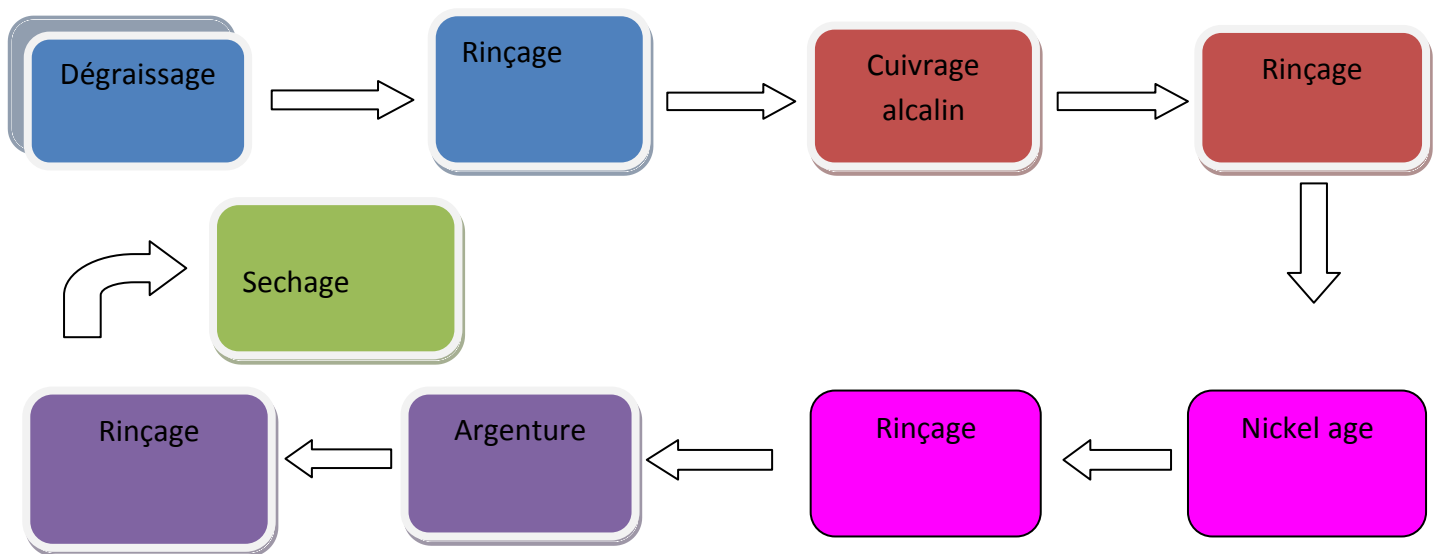 Dégraissage
Rinçage
Cuivrage
alcalin
Rinçage
Nickel age
Rinçage
Argenture
Rinçage
Sechage